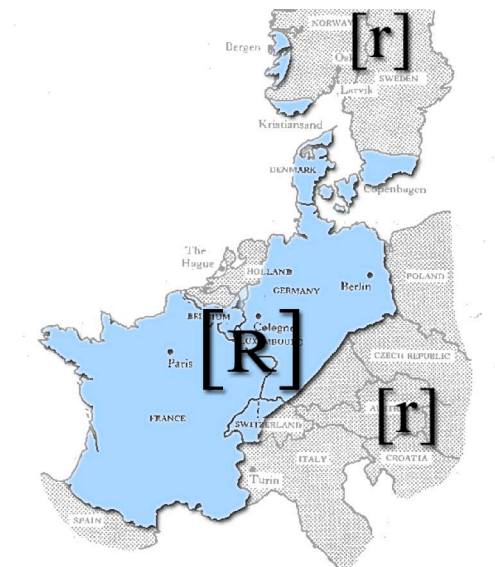 NORWAY
[r]
Bergen
Oslo
SWEDEN
Larvik
Kristiansand
DENMARK
Copenhagen
The
Hague
HOLLAND
POLAND
GERMANY
Berlin
BELGIUM
Cologne
LUXEMBOURG
[R]
Paris
CZECH REPUBLIC
[r]
FRANCE
SWITZERLAND
ITALY
CROATIA
Turin
SPAIN